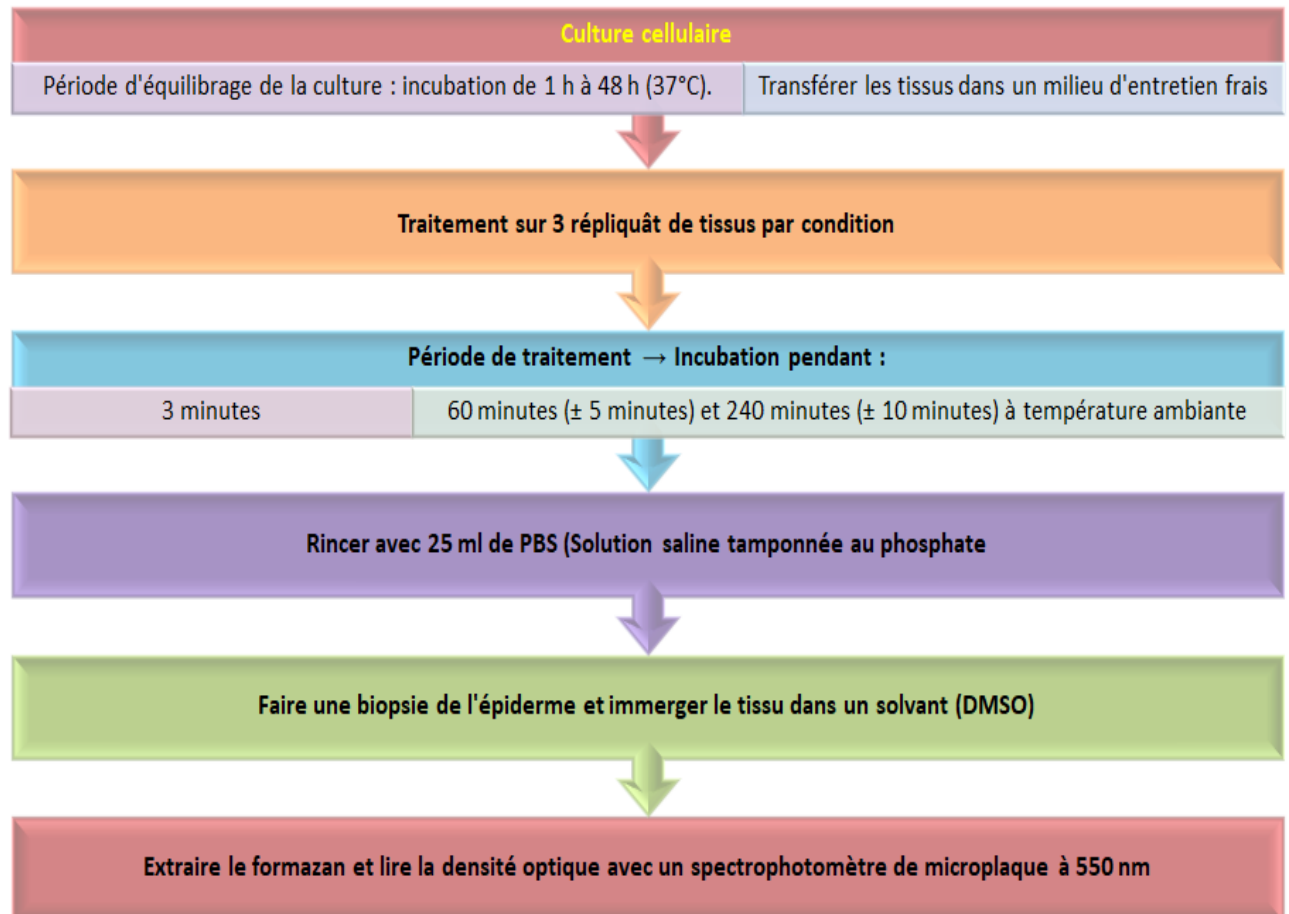 Culture cellulaire
Période d'équilibrage de la culture : incubation de 1 h à 48 h (37°C).
Transférer les tissus dans un milieu d'entretien frais
Traitement sur 3 répliquât de tissus par condition
Période de traitement → Incubation pendant :
3 minutes
60 minutes (± 5 minutes) et 240 minutes (± 10 minutes) à température ambiante
Rincer avec 25 ml de PBS (Solution saline tamponnée au phosphate
Faire une biopsie de l'épiderme et immerger le tissu dans un solvant (DMSO)
Extraire le formazan et lire la densité optique avec un spectrophotomètre de microplaque à 550 nm